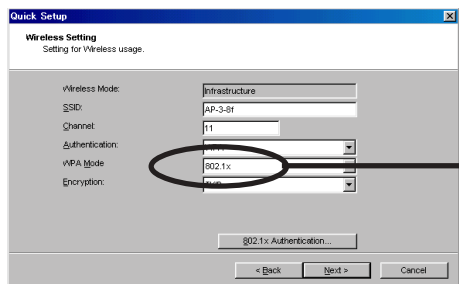 Quick Setup
Wireless Setting
Setting for Wireless usage.
Wireless Mode: Infrastructure
SSID: AP-3-8f
Channel: 11
Authentication:
WPA Mode 802.1x
Encryption:
802.1x Authentication...
< Back Next > Cancel